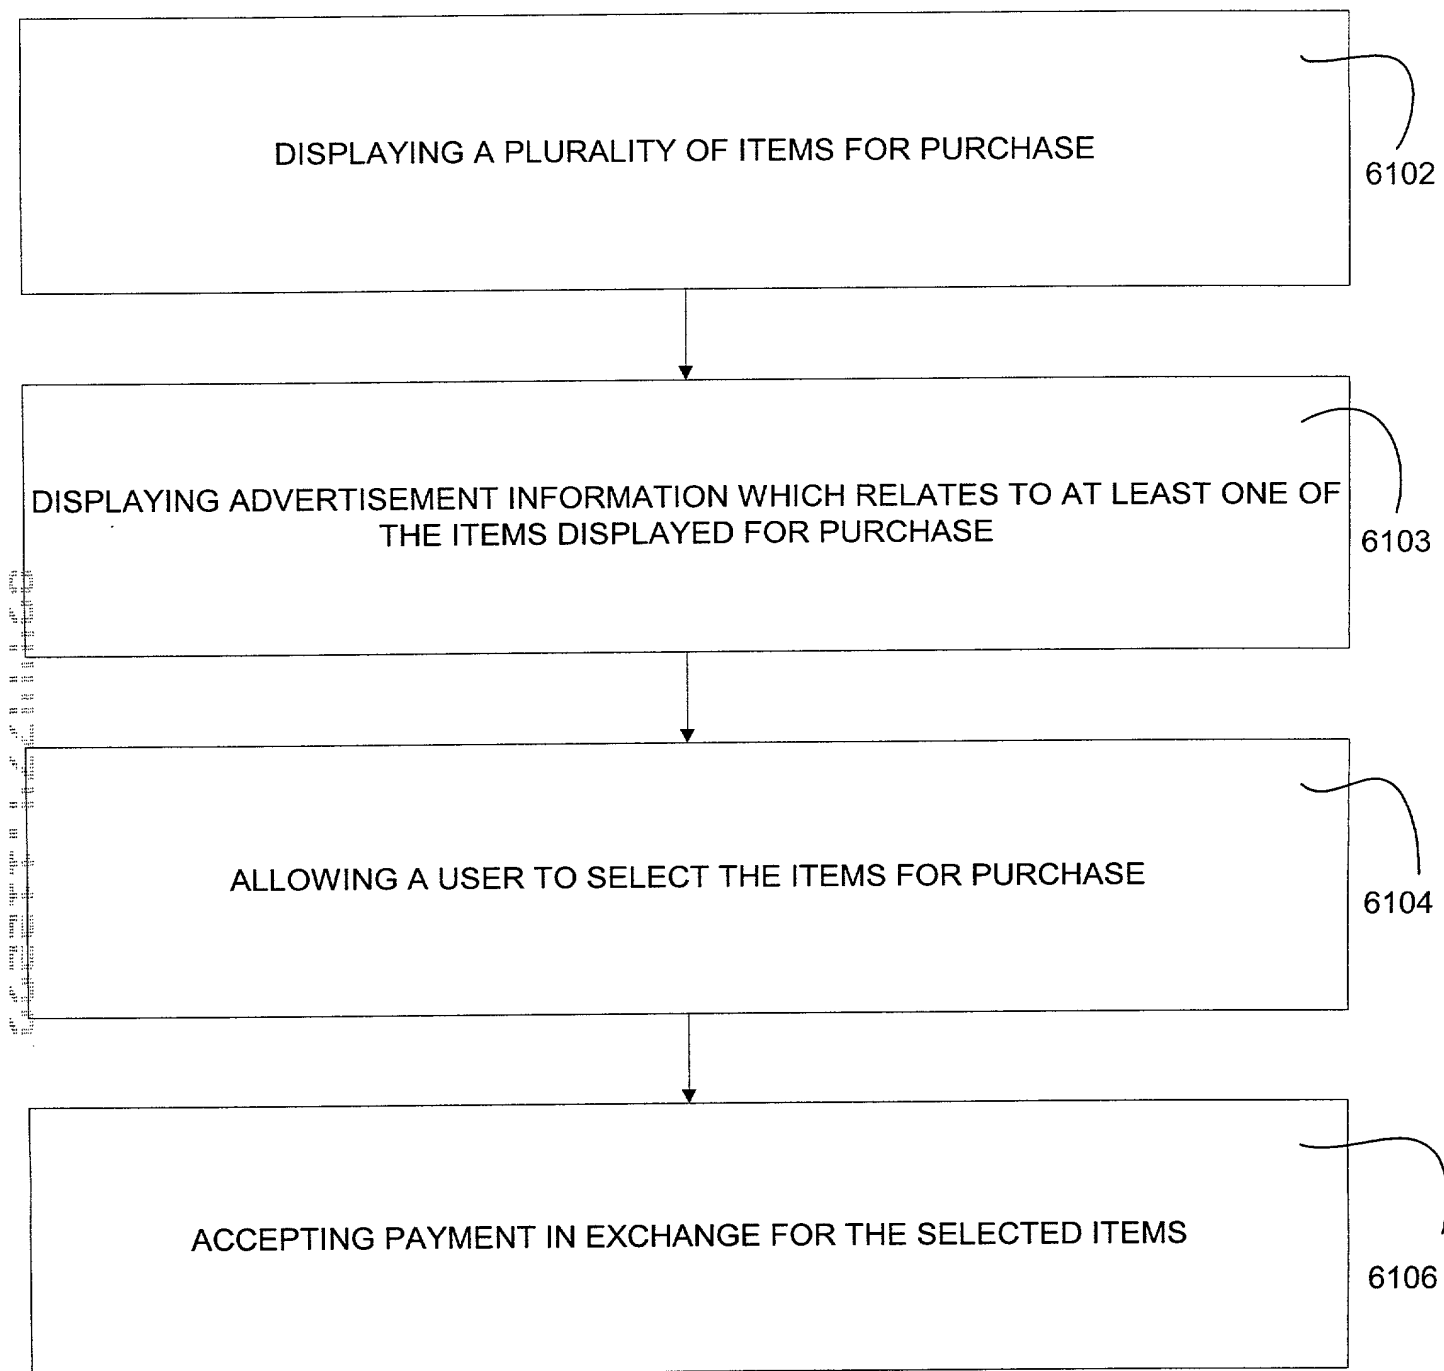 DISPLAYING A PLURALITY OF ITEMS FOR PURCHASE
6102
DISPLAYING ADVERTISEMENT INFORMATION WHICH RELATES TO AT LEAST ONE OF
THE ITEMS DISPLAYED FOR PURCHASE
6103
ALLOWING A USER TO SELECT THE ITEMS FOR PURCHASE
6104
ACCEPTING PAYMENT IN EXCHANGE FOR THE SELECTED ITEMS
6106